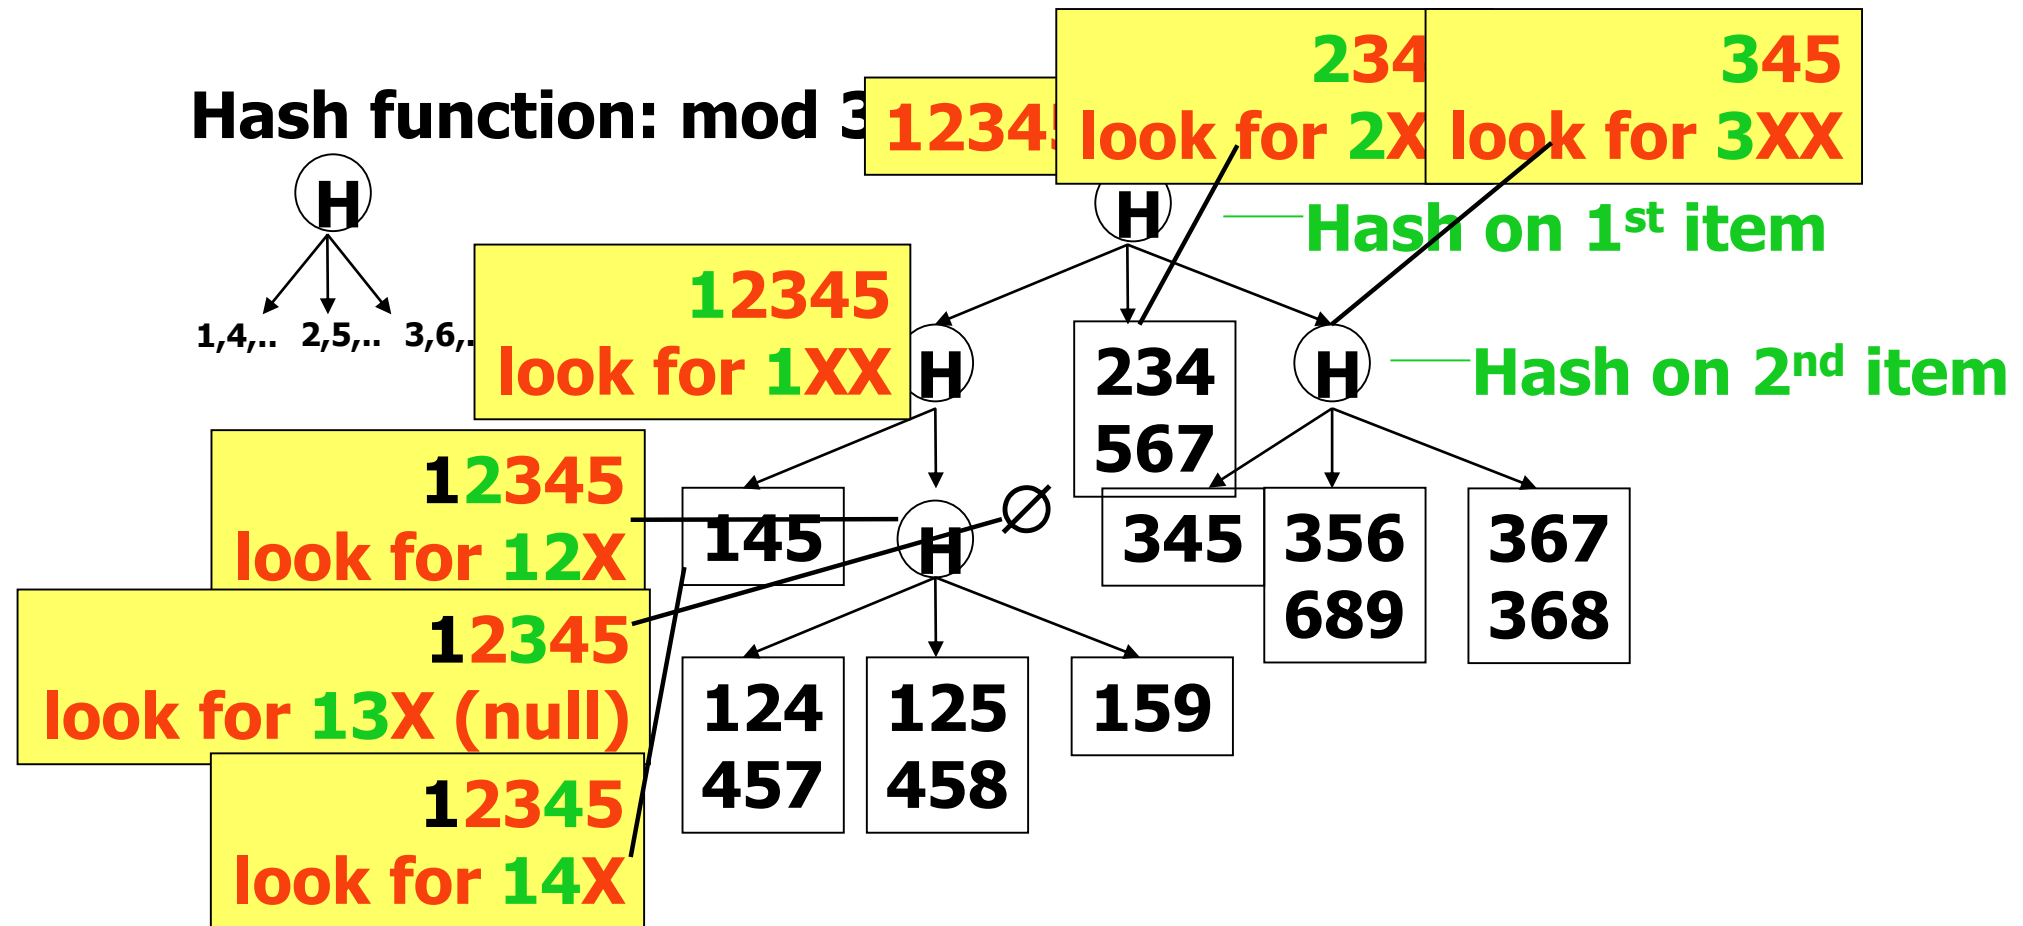 Hash function: mod 3
H
1,4,..
2,5,..
3,6,.
1234
234
look for 2X
345
look for 3XX
H
Hash on 1st item
12345
look for 1XX
H
234
567
H
Hash on 2nd item
12345
look for 12X
145
H
∅
345
356
689
367
368
12345
look for 13X (null)
124
457
125
458
159
12345
look for 14X